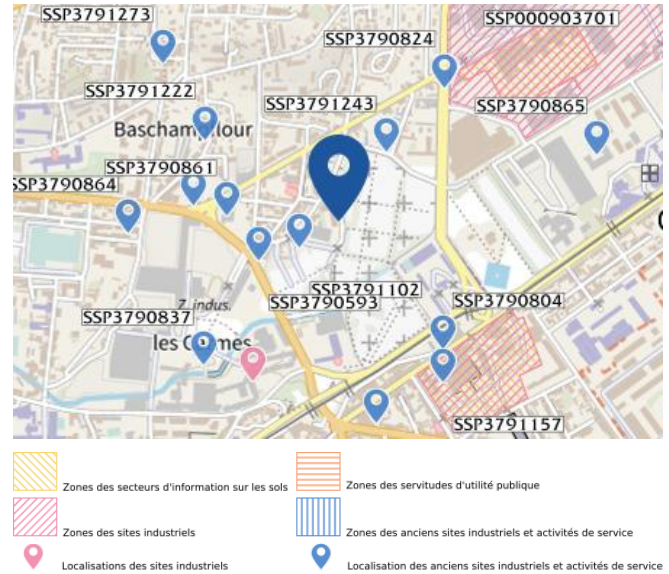 SSP3791273
SSP3790824
SSP000903701
SSP3791222
SSP3791243
SSP3790865
SSP3790861
SSP3790864
Z. indus.
SSP3791102
SSP3790593
SSP3790804
SSP3790837
les Carmes
SSP3791157
Zones des secteurs d'information sur les sols
Zones des servitudes d'utilité publique
Zones des sites industriels
Zones des anciens sites industriels et activités de service
Localisations des sites industriels
Localisation des anciens sites industriels et activités de service